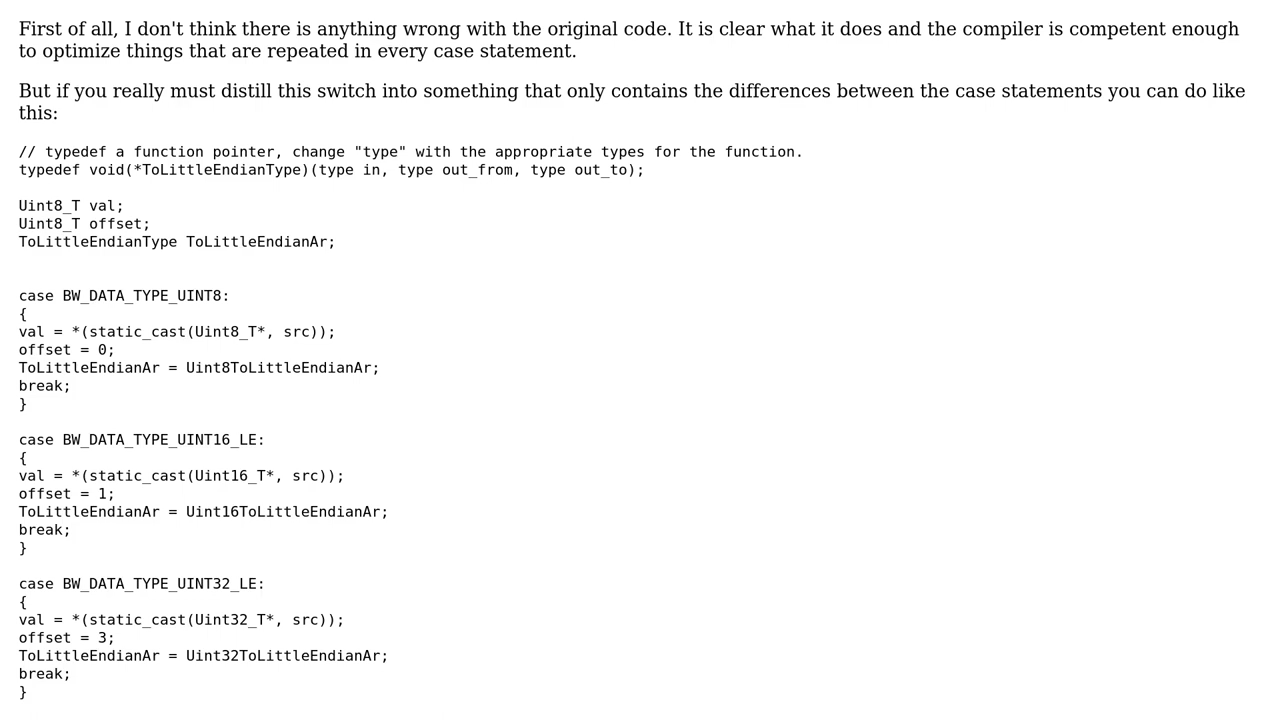 First of all, I don't think there is anything wrong with the original code. It is clear what it does and the compiler is competent enough
to optimize things that are repeated in every case statement.
But if you really must distill this switch into something that only contains the differences between the case statements you can do like
this:
// typedef a function pointer, change "type" with the appropriate types for the function.
typedef void(*ToLittleEndianType)(type in, type out_from, type out_to);
Uint8_T val;
Uint8_T offset;
ToLittleEndianType ToLittleEndianAr;
case BW_DATA_TYPE_UINT8:
{
val = *(static_cast(Uint8_T*, src));
offset = 0;
ToLittleEndianAr = Uint8ToLittleEndianAr;
break;
}
case BW_DATA_TYPE_UINT16_LE:
{
val = *(static_cast(Uint16_T*, src));
offset = 1;
ToLittleEndianAr = Uint16ToLittleEndianAr;
break;
}
case BW_DATA_TYPE_UINT32_LE:
{
val = *(static_cast(Uint32_T*, src));
offset = 3;
ToLittleEndianAr = Uint32ToLittleEndianAr;
break;
}